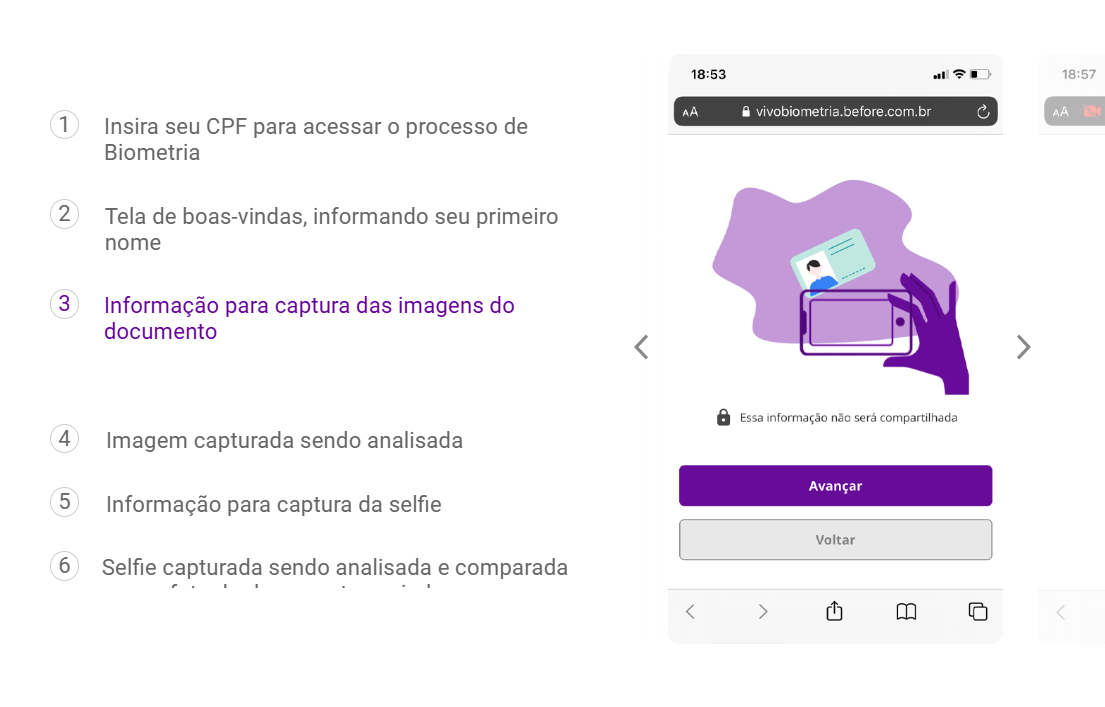 1
Insira seu CPF para acessar o processo de
Biometria
2
Tela de boas-vindas, informando seu primeiro
nome
3
Informação para captura das imagens do
documento
4
Imagem capturada sendo analisada
5
Informação para captura da selfie
6
Selfie capturada sendo analisada e comparada
18:53
AA
vivobiometria.before.com.br
Essa informação não será compartilhada
Avançar
Voltar
18:57
AA